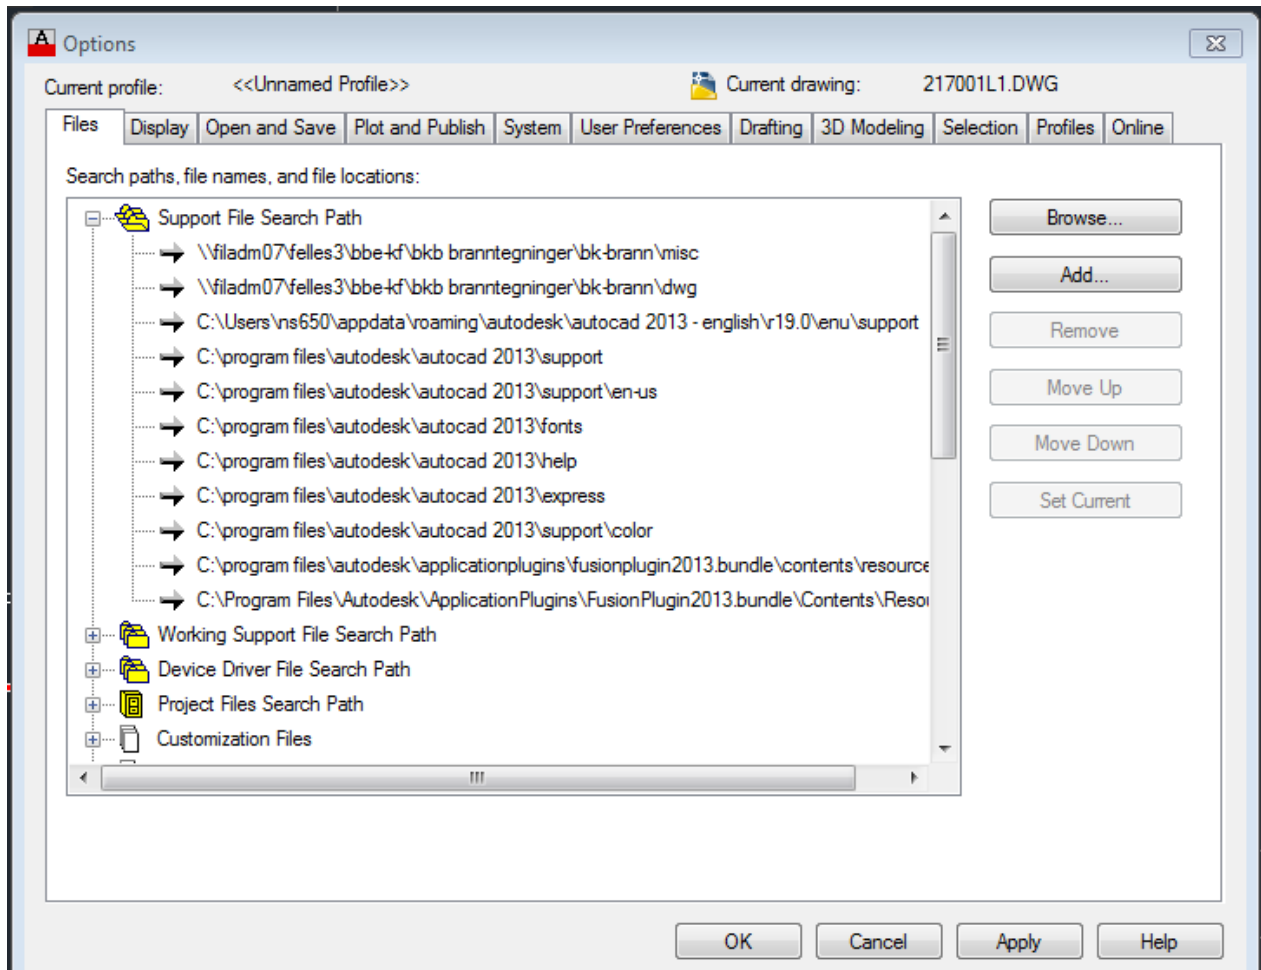 Options
Current profile: <<Unnamed Profile>> Current drawing: 217001L1.DWG
Files Display Open and Save Plot and Publish System User Preferences Drafting 3D Modeling Selection Profiles Online
Search paths, file names, and file locations:
Support File Search Path
\\filadm07\felles3\bbe-kf\bkb branntegninger\bk-brann\misc
\\filadm07\felles3\bbe-kf\bkb branntegninger\bk-brann\dwg
C:\Users\ns650\appdata\roaming\autodesk\autocad 2013 - english\r19.0\enu\support
C:\program files\autodesk\autocad 2013\support
C:\program files\autodesk\autocad 2013\support\en-us
C:\program files\autodesk\autocad 2013\fonts
C:\program files\autodesk\autocad 2013\help
C:\program files\autodesk\autocad 2013\express
C:\program files\autodesk\autocad 2013\support\color
C:\program files\autodesk\applicationplugins\fusionplugin2013.bundle\contents\resource
C:\Program Files\Autodesk\ApplicationPlugins\FusionPlugin2013.bundle\Contents\Resou
Working Support File Search Path
Device Driver File Search Path
Project Files Search Path
Customization Files
Browse...
Add...
Remove
Move Up
Move Down
Set Current
OK Cancel Apply Help